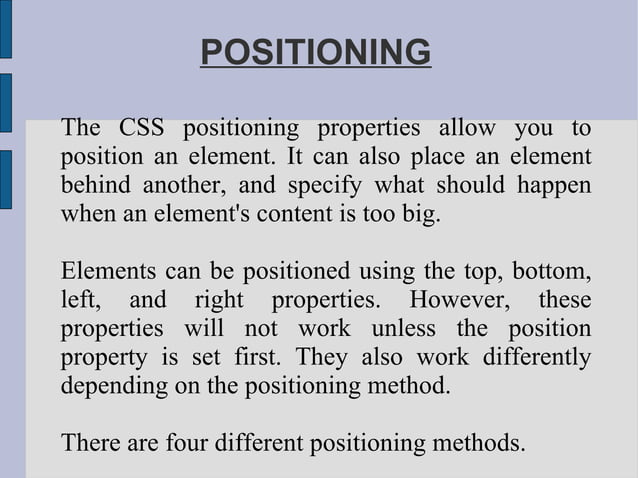 POSITIONING
The CSS positioning properties allow you to
position an element. It can also place an element
behind another, and specify what should happen
when an element's content is too big.
Elements can be positioned using the top, bottom,
left, and right properties. However, these
properties will not work unless the position
property is set first. They also work differently
depending on the positioning method.
There are four different positioning methods.